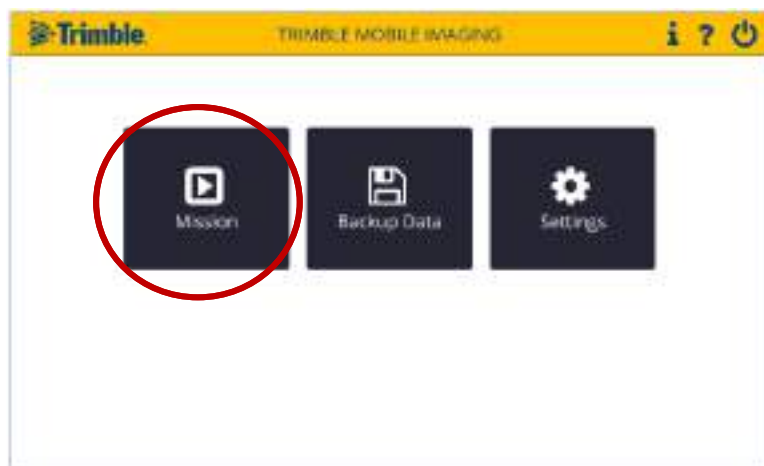 Trimble
TRIMBLE MOBILE IMAGING
i ?
Mission
Backup Data
Settings